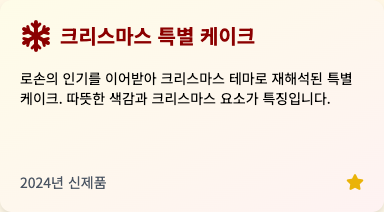 크리스마스 특별 케이크
로손의 인기를 이어받아 크리스마스 테마로 재해석된 특별
케이크. 따뜻한 색감과 크리스마스 요소가 특징입니다.
2024년 신제품